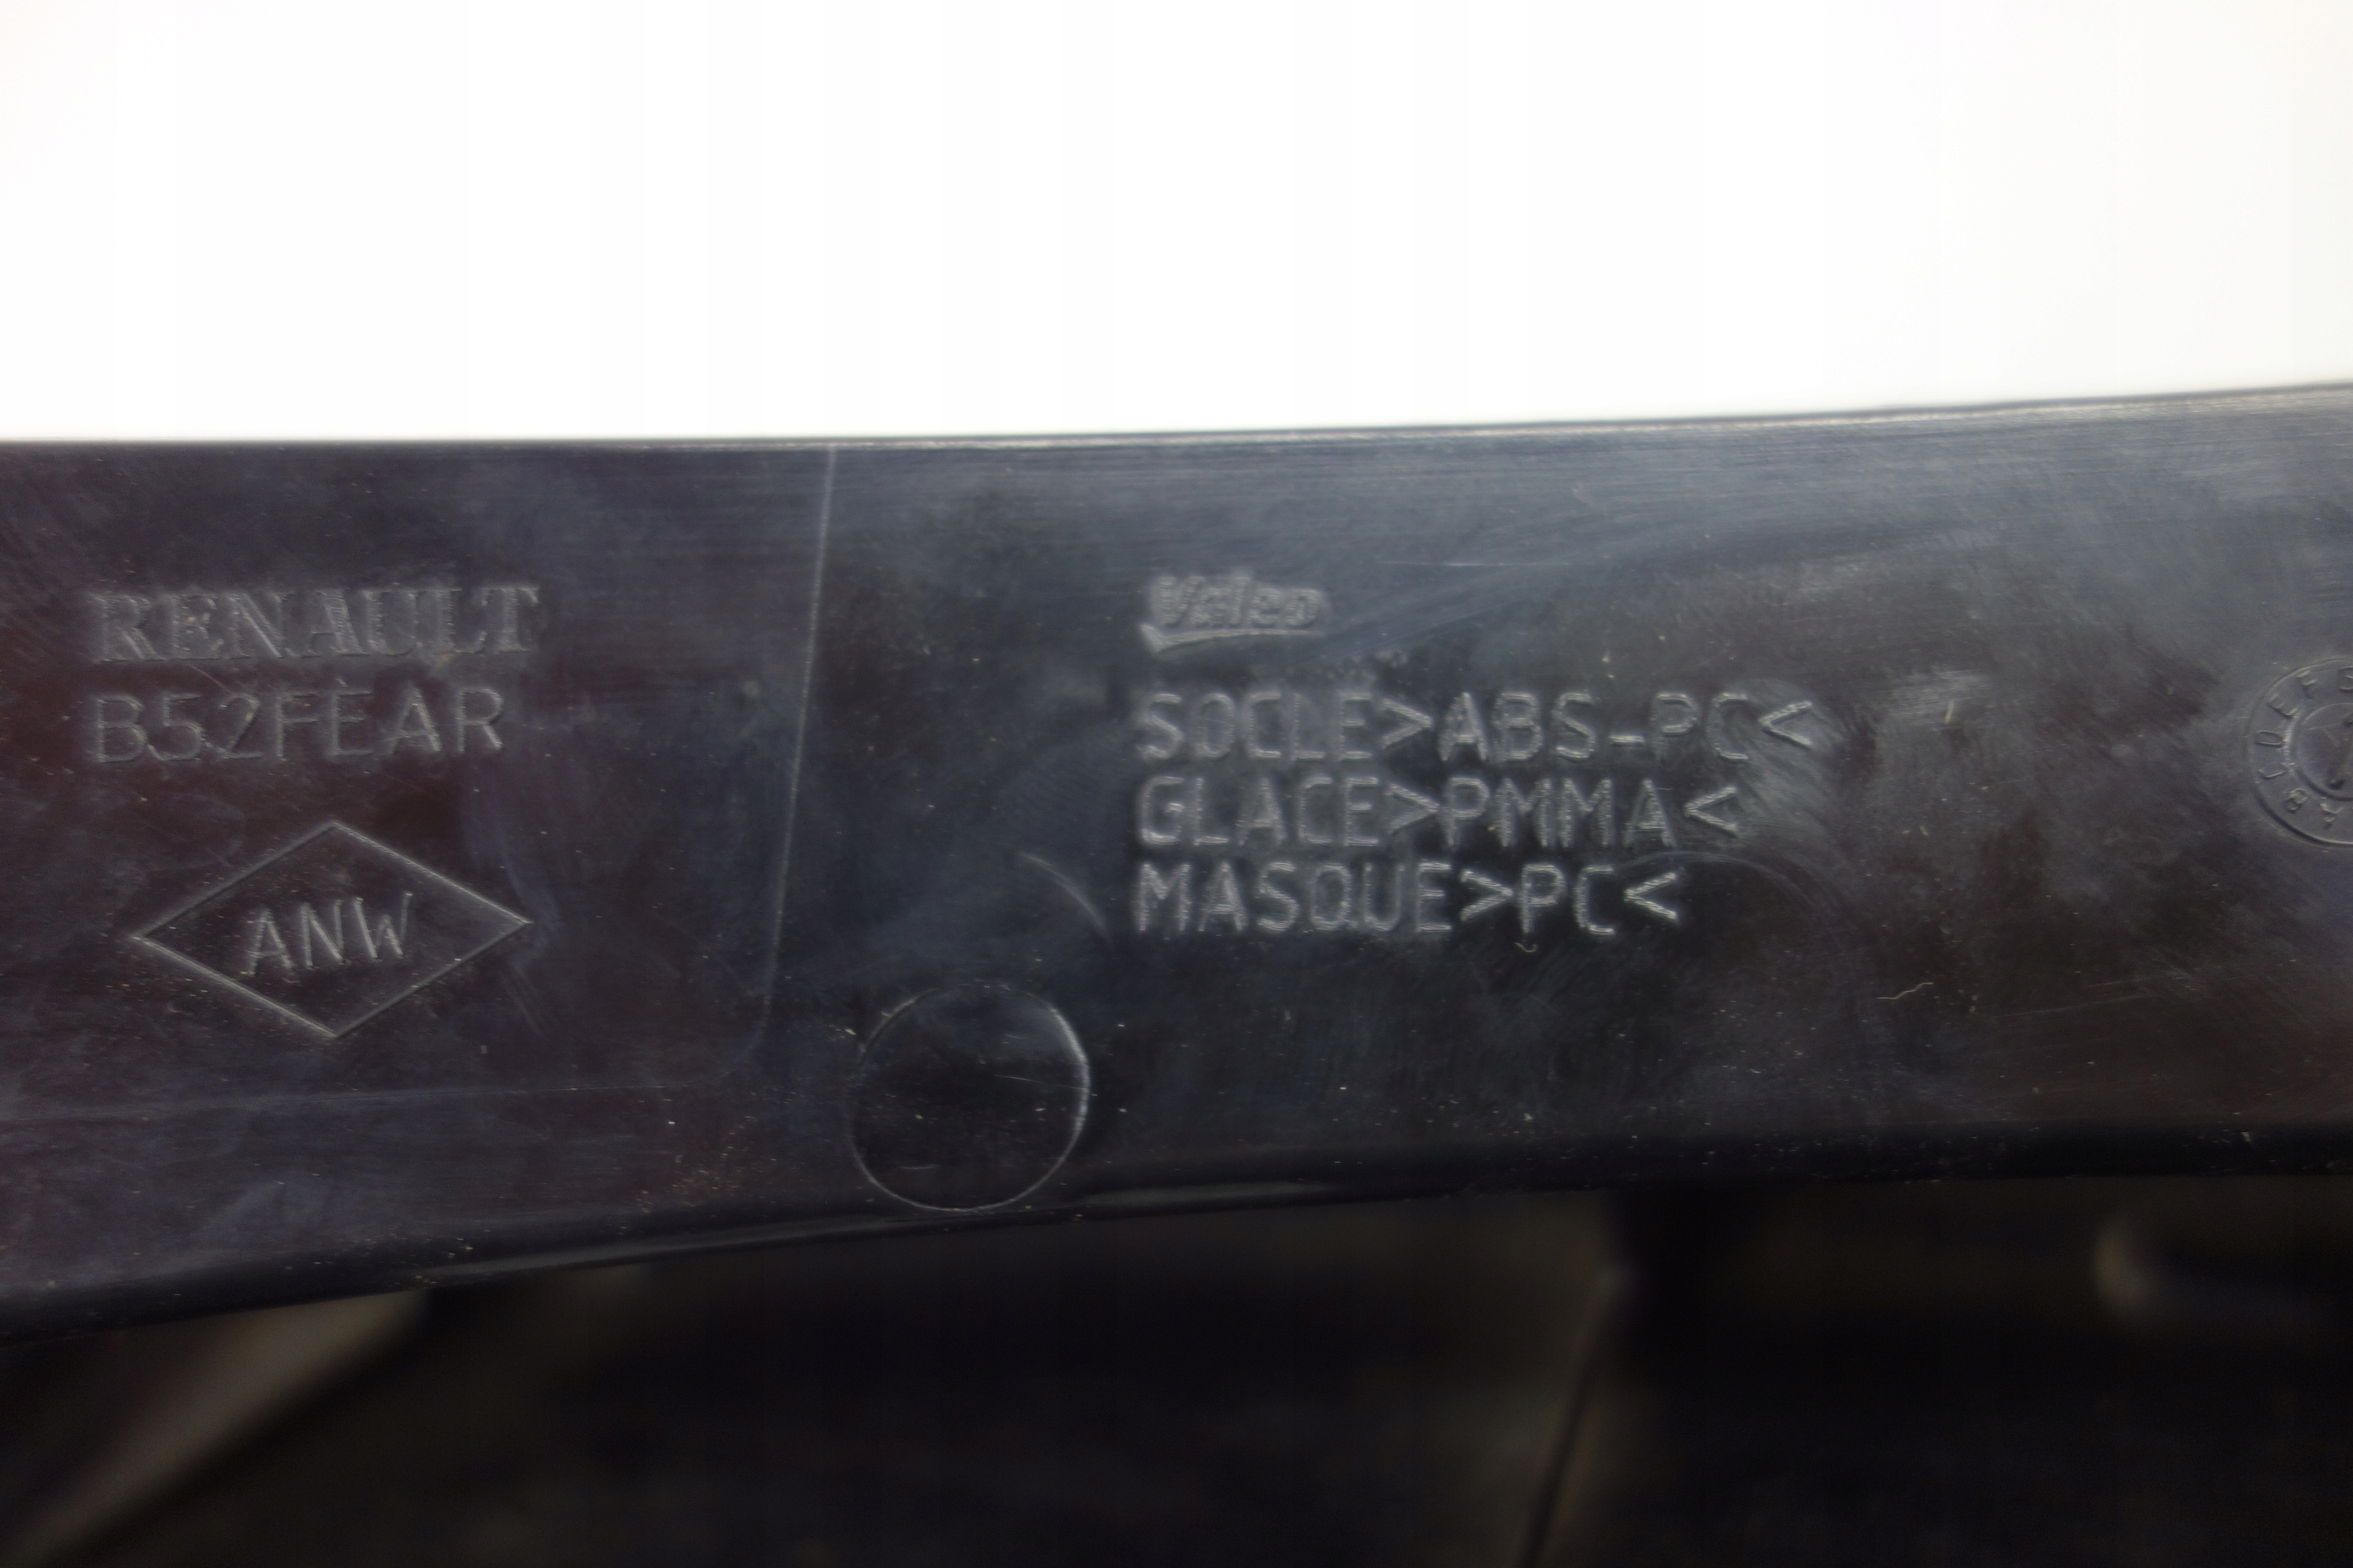 RENAULT
B52FEAR
ANW
Valeo
SOCLE>ABS-PC<
GLACE>PMMA<
MASQUE>PC<